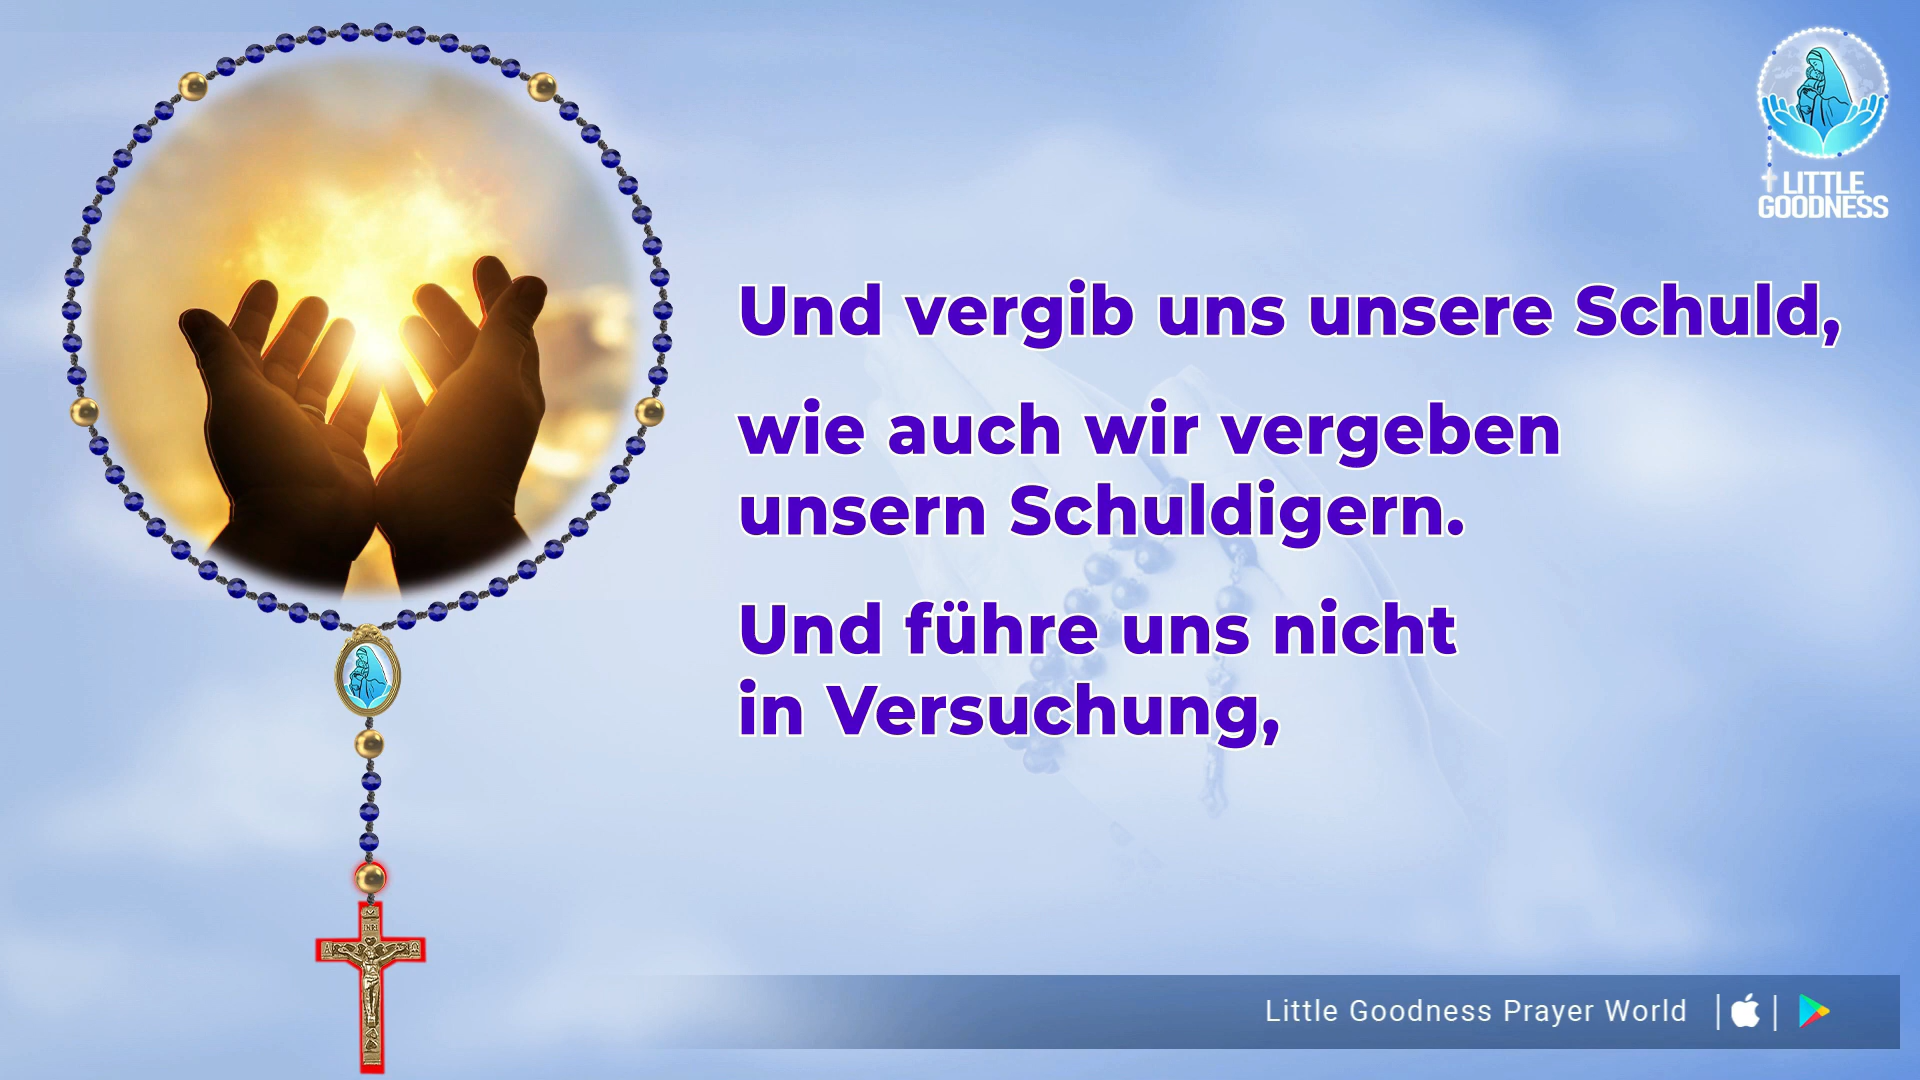 LITTLE
GOODNESS
Und vergib uns unsere Schuld,
wie auch wir vergeben
unsern Schuldigern.
Und führe uns nicht
in Versuchung,
INRI
A Ω
Little Goodness Prayer World